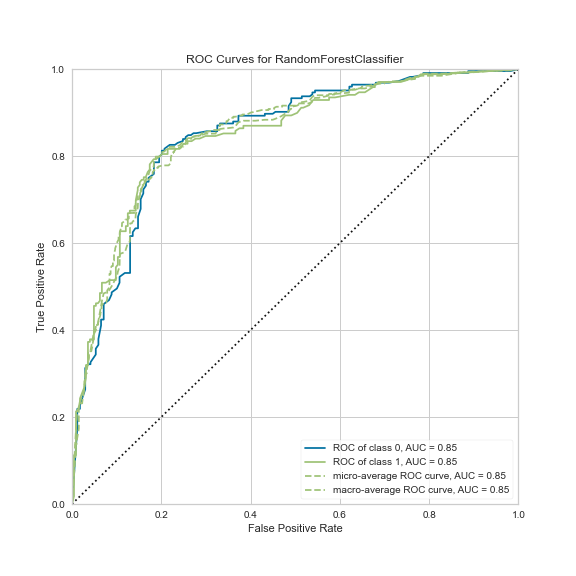 ROC Curves for RandomForestClassifier
1.0
0.8
0.6
0.4
0.2
0.0
True Positive Rate
ROC of class 0, AUC = 0.85
ROC of class 1, AUC = 0.85
micro-average ROC curve, AUC = 0.85
macro-average ROC curve, AUC = 0.85
0.0 0.2 0.4 0.6 0.8 1.0
False Positive Rate